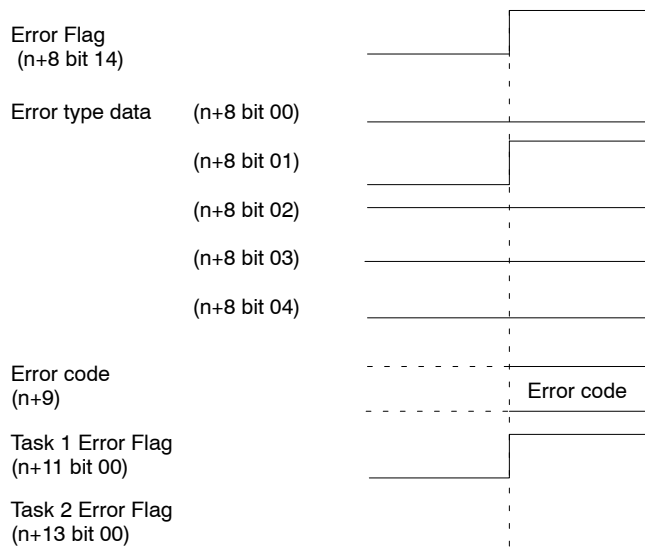 Error Flag
(n+8 bit 14)
Error type data (n+8 bit 00)
(n+8 bit 01)
(n+8 bit 02)
(n+8 bit 03)
(n+8 bit 04)
Error code
(n+9)
Error code
Task 1 Error Flag
(n+11 bit 00)
Task 2 Error Flag
(n+13 bit 00)